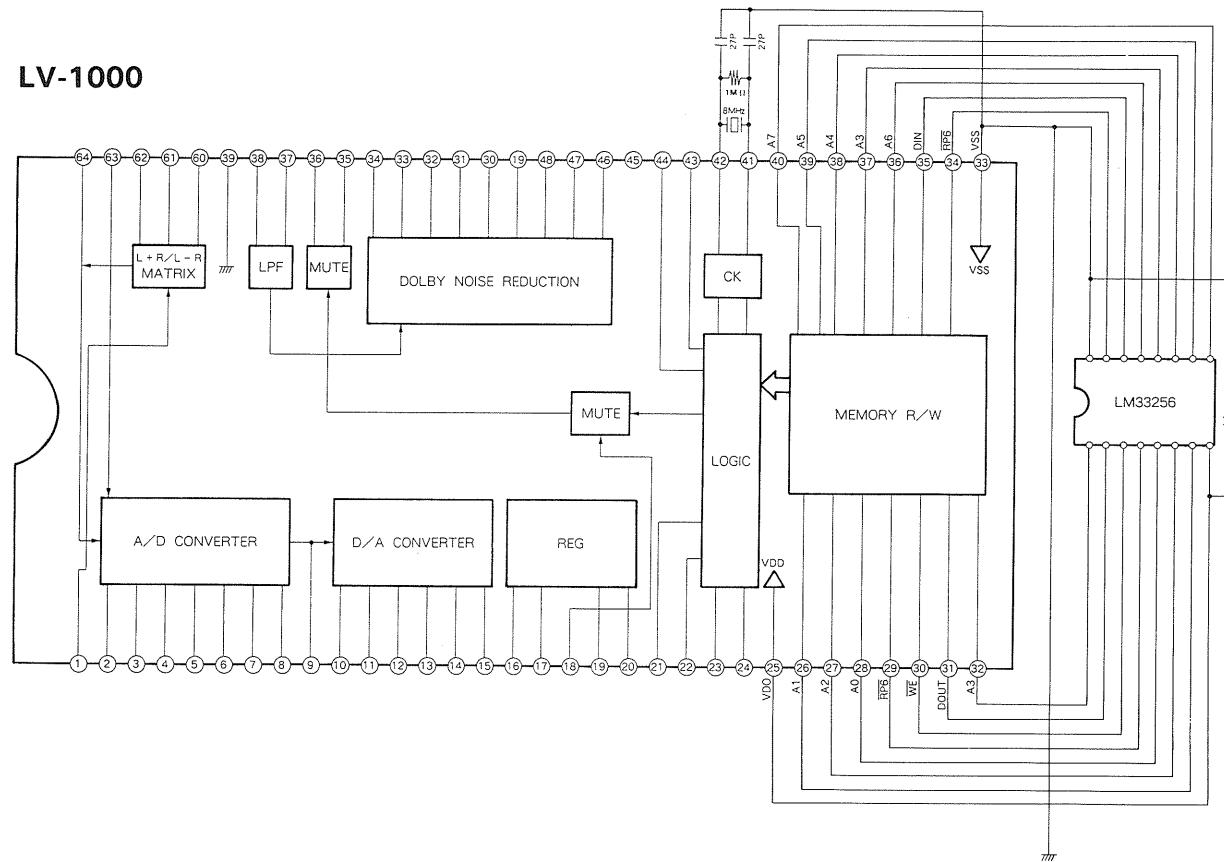 LV-1000
27P 27P
1MΩ
8MHz
A7 A5 A4 A3 A6 DIN RP6 VSS
64 63 62 61 60 39 38 37 36 35 34 33 32 31 30 19 48 47 46 45 44 43 42 41 40 39 38 37 36 35 34 33
L+R/L-R
MATRIX
LPF
MUTE
DOLBY NOISE REDUCTION
CK
VSS
MUTE
LOGIC
MEMORY R/W
LM33256
A/D CONVERTER
D/A CONVERTER
REG
VDD
1 2 3 4 5 6 7 8 9 10 11 12 13 14 15 16 17 18 19 20 21 22 23 24 25 26 27 28 29 30 31 32
VDO A1 A2 A0 RP6 WE DOUT A3